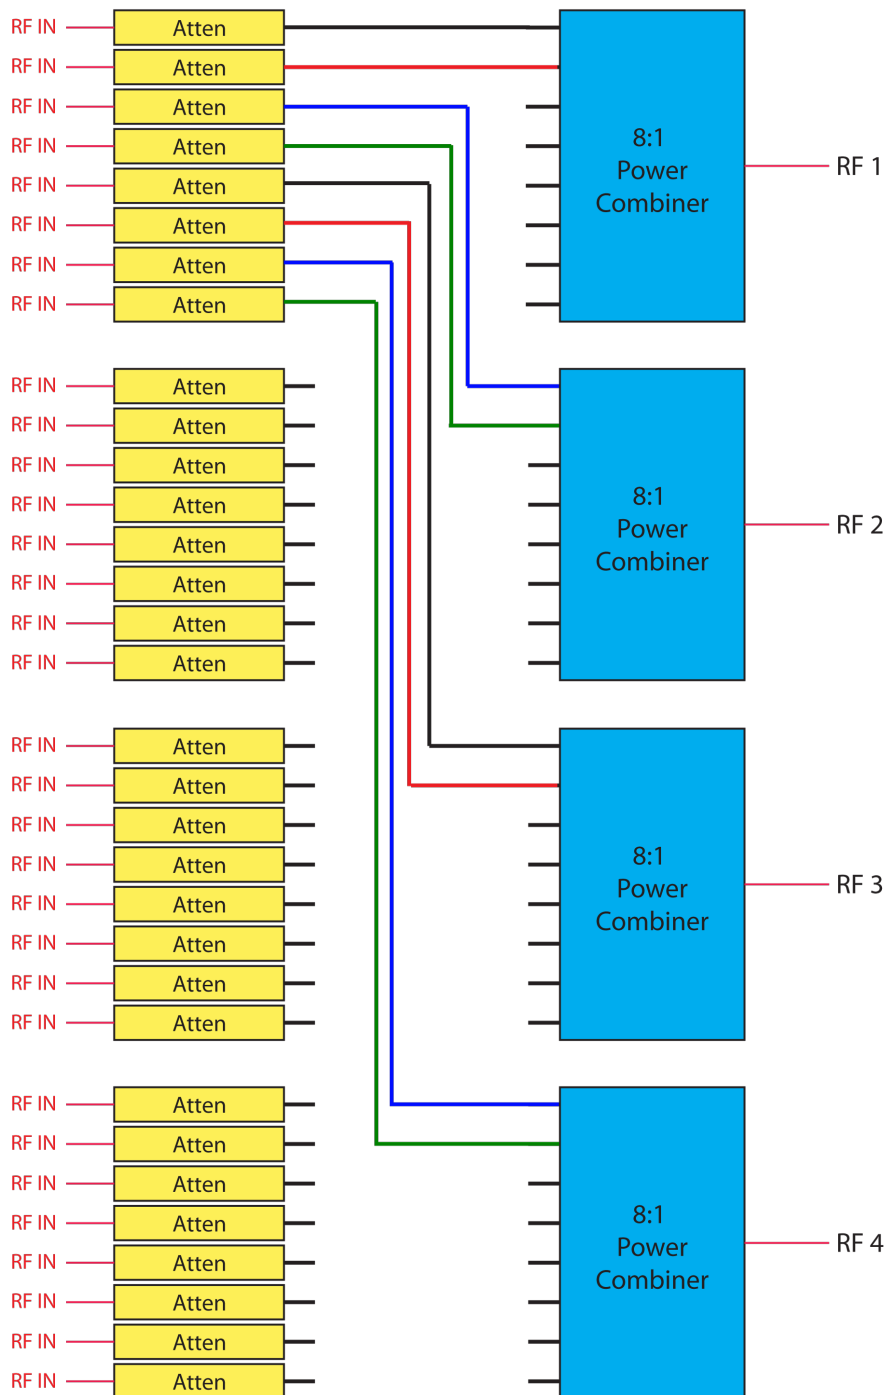 RF IN Atten
RF IN Atten
RF IN Atten
RF IN Atten
RF IN Atten
RF IN Atten
RF IN Atten
RF IN Atten
8:1
Power
Combiner
RF 1
RF IN Atten
RF IN Atten
RF IN Atten
RF IN Atten
RF IN Atten
RF IN Atten
RF IN Atten
RF IN Atten
8:1
Power
Combiner
RF 2
RF IN Atten
RF IN Atten
RF IN Atten
RF IN Atten
RF IN Atten
RF IN Atten
RF IN Atten
RF IN Atten
8:1
Power
Combiner
RF 3
RF IN Atten
RF IN Atten
RF IN Atten
RF IN Atten
RF IN Atten
RF IN Atten
RF IN Atten
RF IN Atten
8:1
Power
Combiner
RF 4